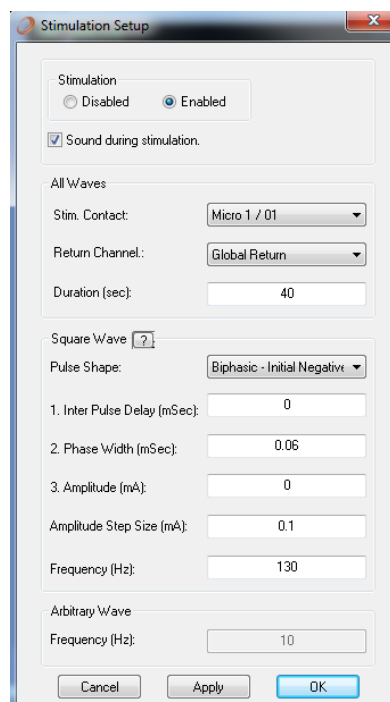 Stimulation Setup
Stimulation
Disabled Enabled
Sound during stimulation.
All Waves
Stim. Contact: Micro 1 / 01
Return Channel.: Global Return
Duration (sec): 40
Square Wave ?
Pulse Shape: Biphasic - Initial Negative
1. Inter Pulse Delay (mSec): 0
2. Phase Width (mSec): 0.06
3. Amplitude (mA): 0
Amplitude Step Size (mA): 0.1
Frequency (Hz): 130
Arbitrary Wave
Frequency (Hz): 10
Cancel Apply OK